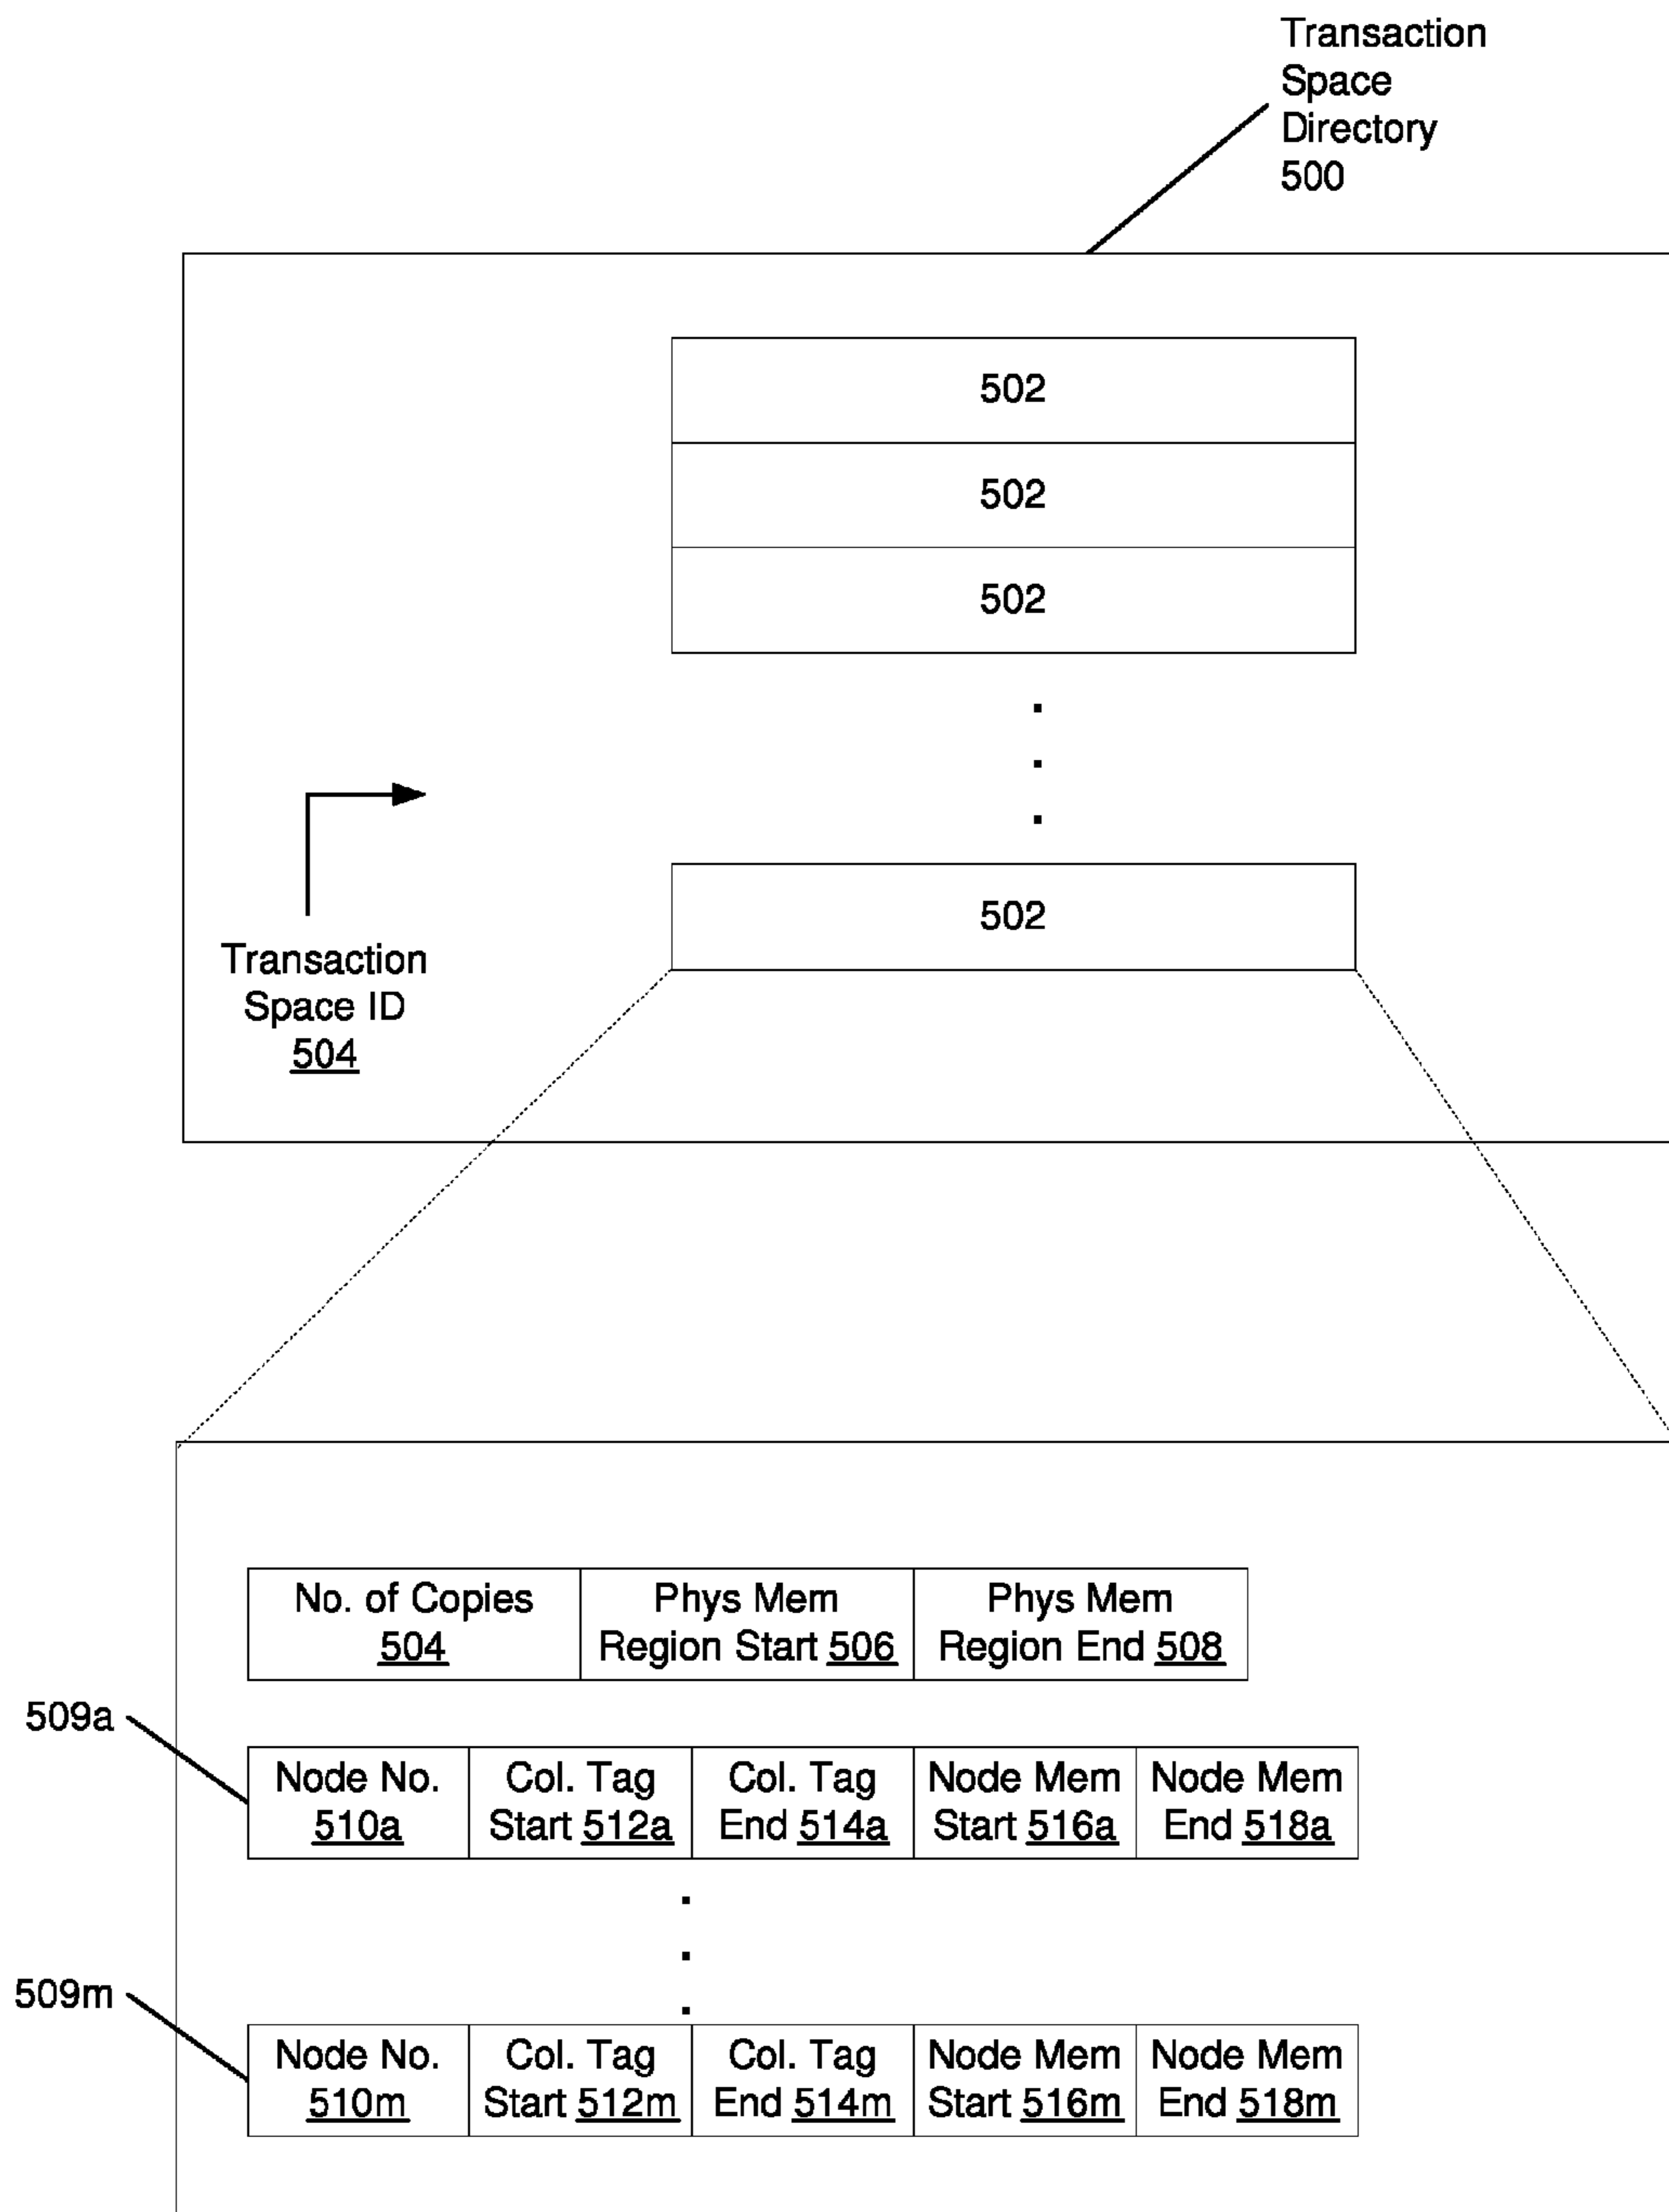 Transaction
Space
Directory
500
502
502
502
502
Transaction
Space ID
504
No. of Copies
504
Phys Mem
Region Start 506
Phys Mem
Region End 508
509a
Node No.
510a
Col. Tag
Start 512a
Col. Tag
End 514a
Node Mem
Start 516a
Node Mem
End 518a
509m
Node No.
510m
Col. Tag
Start 512m
Col. Tag
End 514m
Node Mem
Start 516m
Node Mem
End 518m